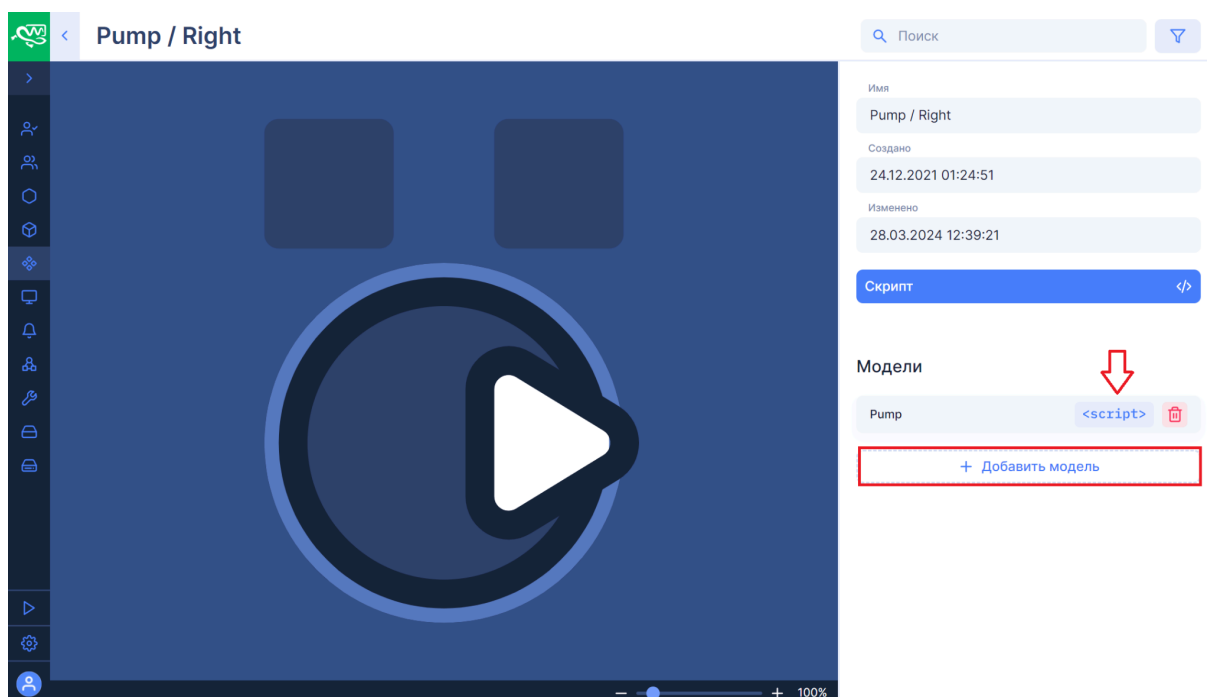 Pump / Right
Поиск
Имя
Pump / Right
Создано
24.12.2021 01:24:51
Изменено
28.03.2024 12:39:21
Скрипт </>
Модели
Pump <script>
+ Добавить модель
− + 100%